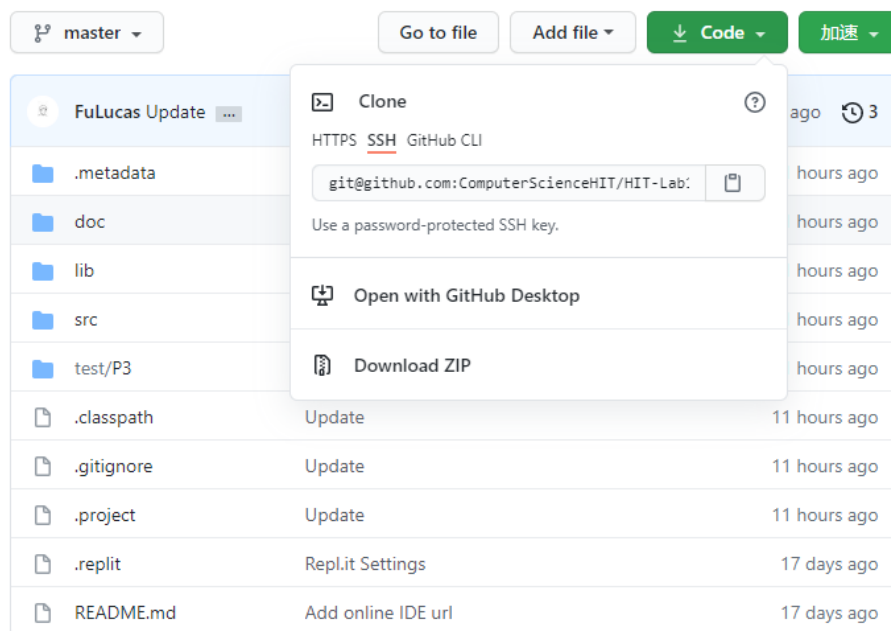 master Go to file Add file Code 加速
FuLucas Update ... ago 3
Clone
HTTPS SSH GitHub CLI
git@github.com:ComputerScienceHIT/HIT-Lab1
Use a password-protected SSH key.
Open with GitHub Desktop
Download ZIP
.metadata hours ago
doc hours ago
lib hours ago
src hours ago
test/P3 hours ago
.classpath Update 11 hours ago
.gitignore Update 11 hours ago
.project Update 11 hours ago
.replit Repl.it Settings 17 days ago
README.md Add online IDE url 17 days ago